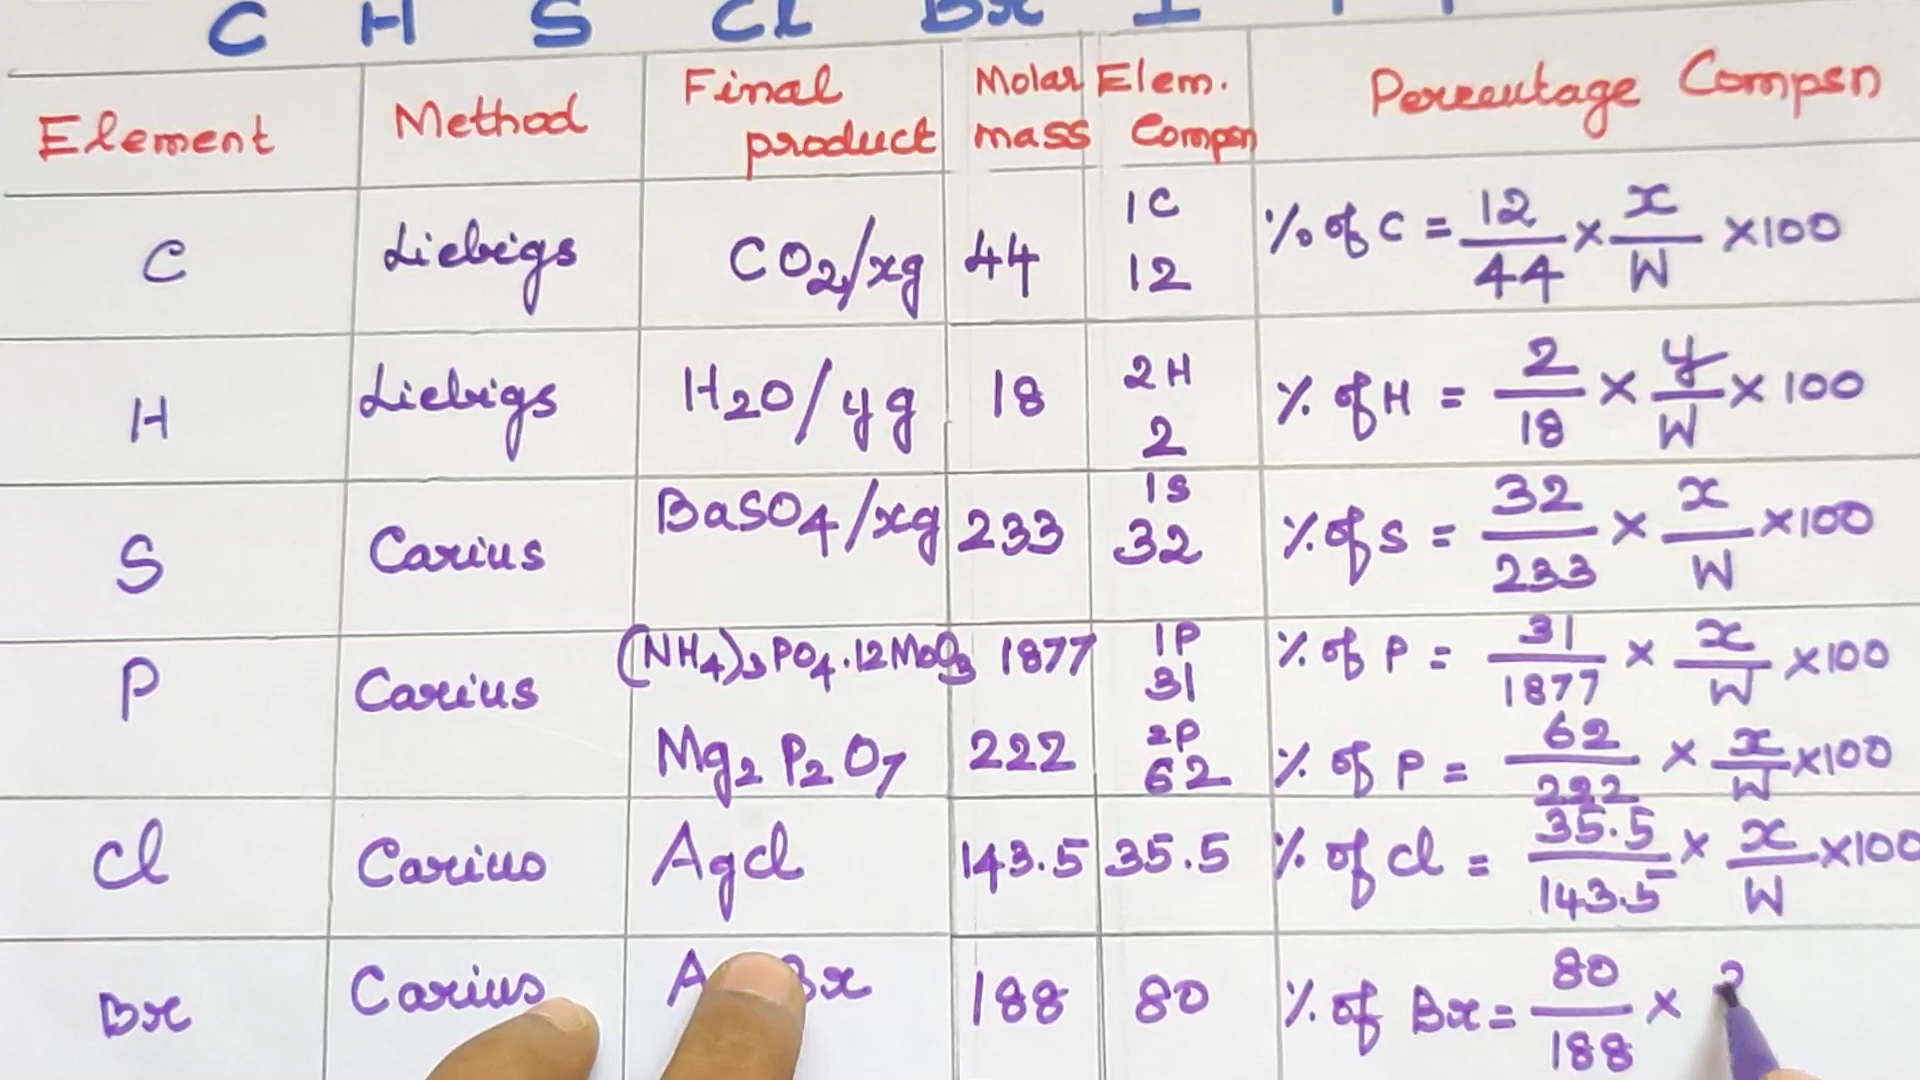 C H S Cl Br I
Element Method Final product Molar mass Elem. Compsn Percentage Compsn
C Liebigs CO2/xg 44 1C 12 % of C = 12/44 × x/W ×100
H Liebigs H2O/yg 18 2H 2 % of H = 2/18 × y/W × 100
S Carius BaSO4/xg 233 1S 32 % of S = 32/233 × x/W ×100
P Carius (NH4)3PO4.12MoO3 1877 1P 31 % of P = 31/1877 × x/W ×100
Mg2P2O7 222 2P 62 % of P = 62/222 × x/W ×100
Cl Carius AgCl 143.5 35.5 % of Cl = 35.5/143.5 × x/W ×100
Br Carius 188 80 % of Br = 80/188 ×